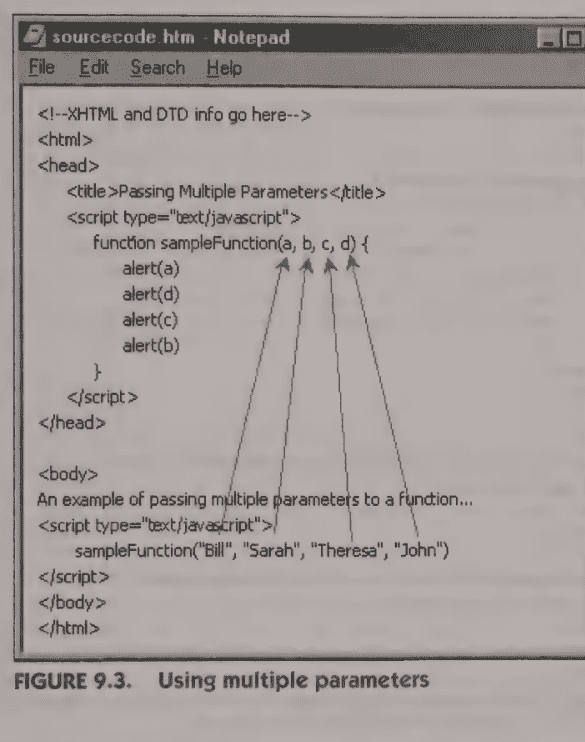 sourcecode.htm - Notepad
File Edit Search Help
<!--XHTML and DTD info go here-->
<html>
<head>
<title>Passing Multiple Parameters</title>
<script type="text/javascript">
function sampleFunction(a, b, c, d) {
alert(a)
alert(d)
alert(c)
alert(b)
}
</script>
</head>
<body>
An example of passing multiple parameters to a function...
<script type="text/javascript">
sampleFunction("Bill", "Sarah", "Theresa", "John")
</script>
</body>
</html>
FIGURE 9.3. Using multiple parameters